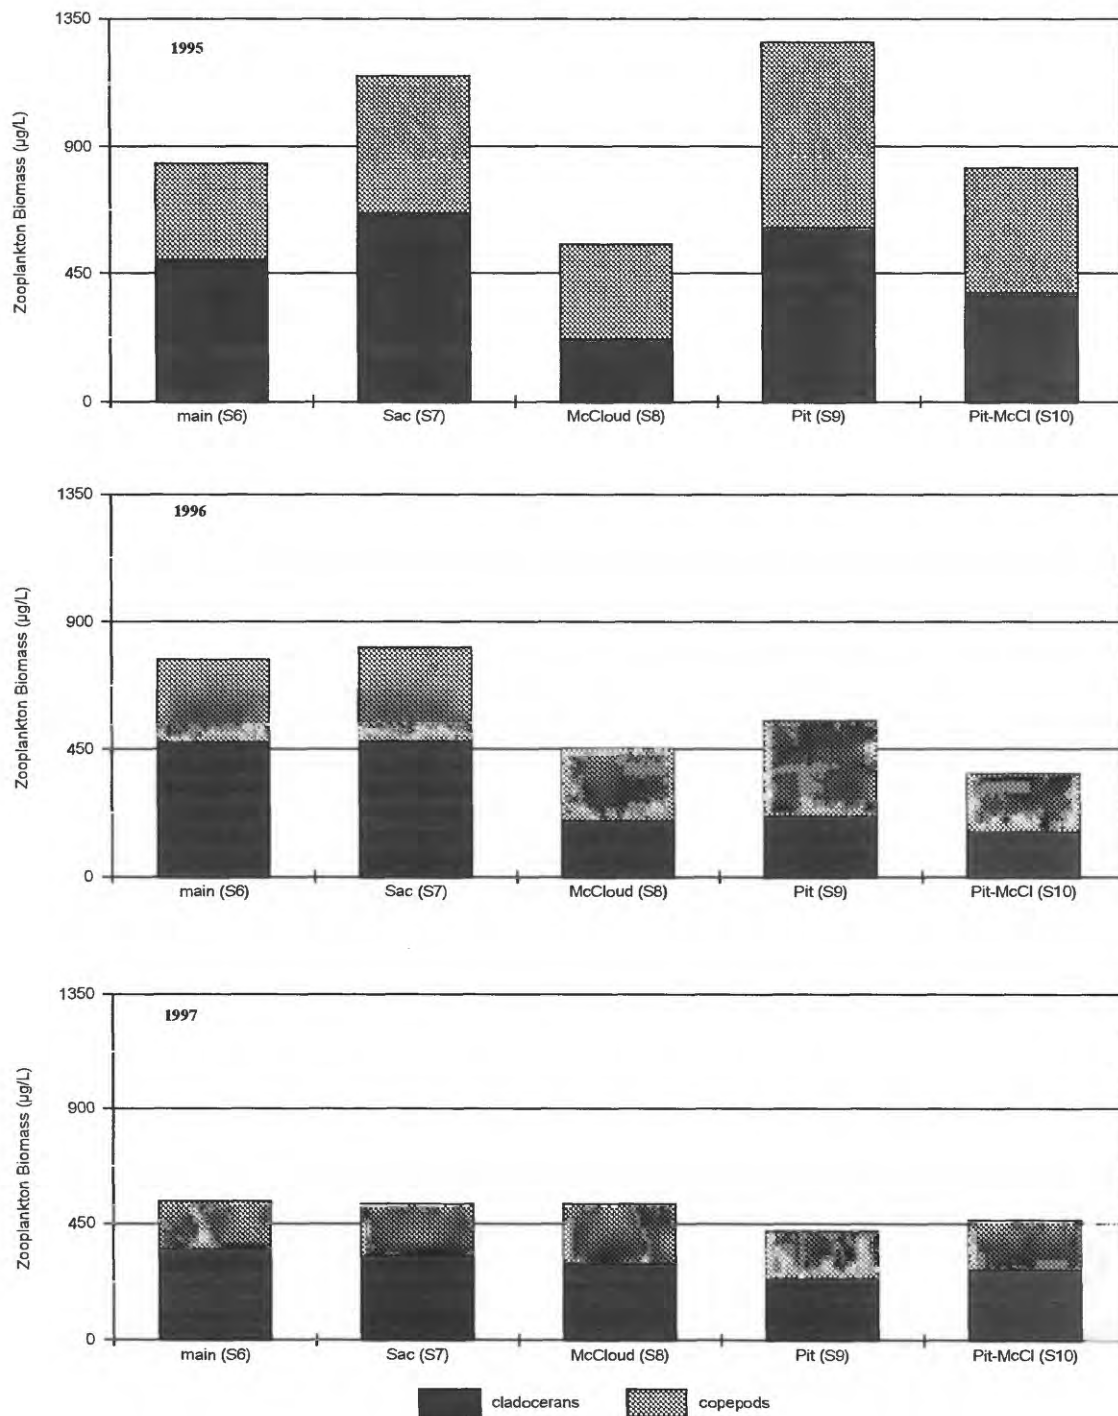 1350
1995
Zooplankton Biomass (µg/L)
900
450
0
main (S6) Sac (S7) McCloud (S8) Pit (S9) Pit-McCl (S10)
1350
1996
Zooplankton Biomass (µg/L)
900
450
0
main (S6) Sac (S7) McCloud (S8) Pit (S9) Pit-McCl (S10)
1350
1997
Zooplankton Biomass (µg/L)
900
450
0
main (S6) Sac (S7) McCloud (S8) Pit (S9) Pit-McCl (S10)
cladocerans copepods